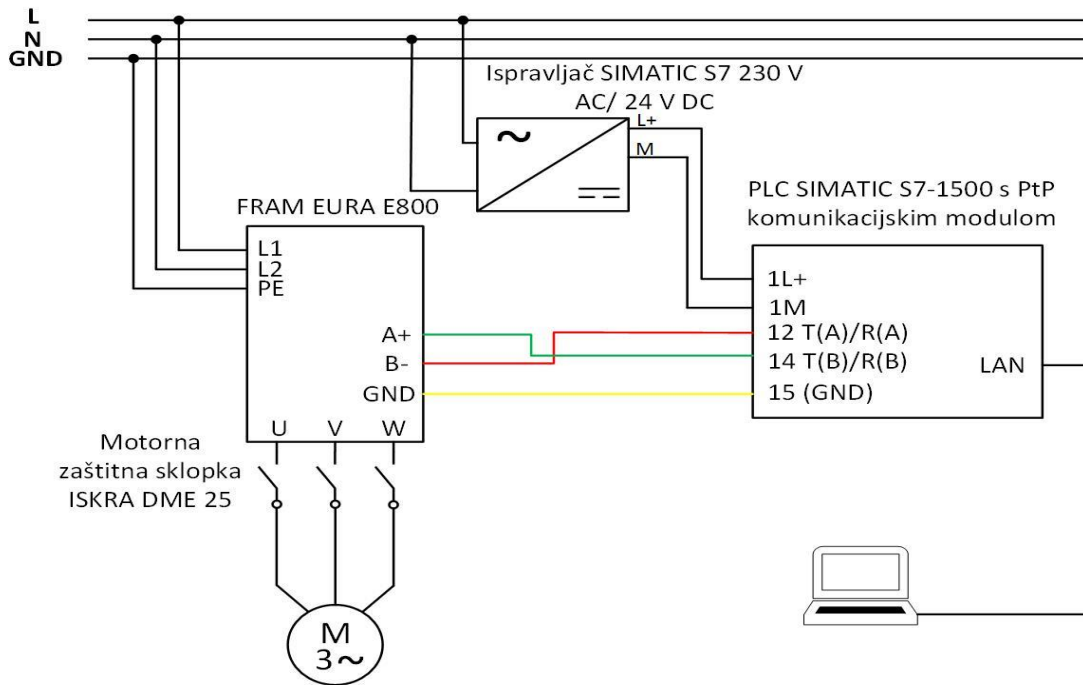 L
N
GND
Ispravljač SIMATIC S7 230 V
AC/ 24 V DC
L+
M
FRAM EURA E800
L1
L2
PE
A+
B-
GND
U V W
PLC SIMATIC S7-1500 s PtP
komunikacijskim modulom
1L+
1M
12 T(A)/R(A)
14 T(B)/R(B)
15 (GND)
LAN
Motorna
zaštitna sklopka
ISKRA DME 25
M
3~